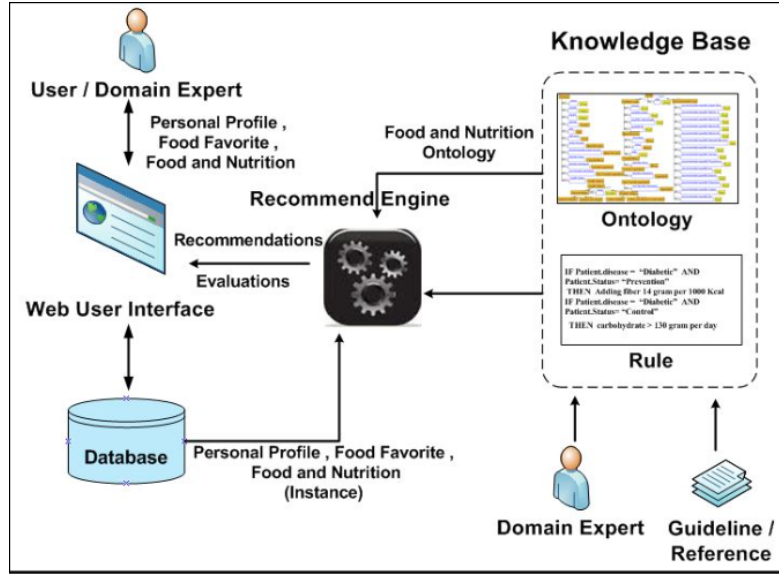 Knowledge Base
User / Domain Expert
Personal Profile ,
Food Favorite ,
Food and Nutrition
Food and Nutrition
Ontology
Ontology
Recommend Engine
Recommendations
Evaluations
Web User Interface
IF Patient.disease = “Diabetic” AND
Patient.Status= “Prevention”
THEN Adding fiber 14 gram per 1000 Kcal
IF Patient.disease = “Diabetic” AND
Patient.Status= “Control”
THEN carbohydrate > 130 gram per day
Rule
Database
Personal Profile , Food Favorite ,
Food and Nutrition
(Instance)
Domain Expert
Guideline /
Reference